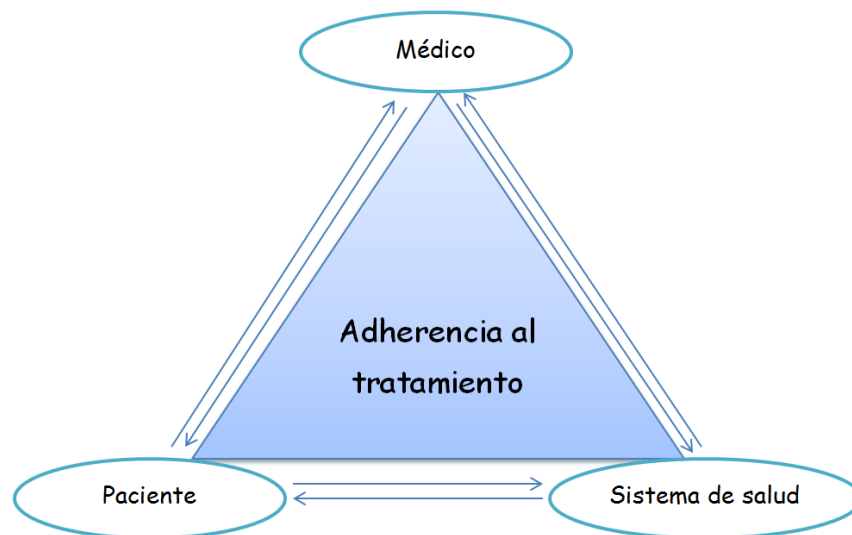 Médico
Adherencia al
tratamiento
Paciente
Sistema de salud